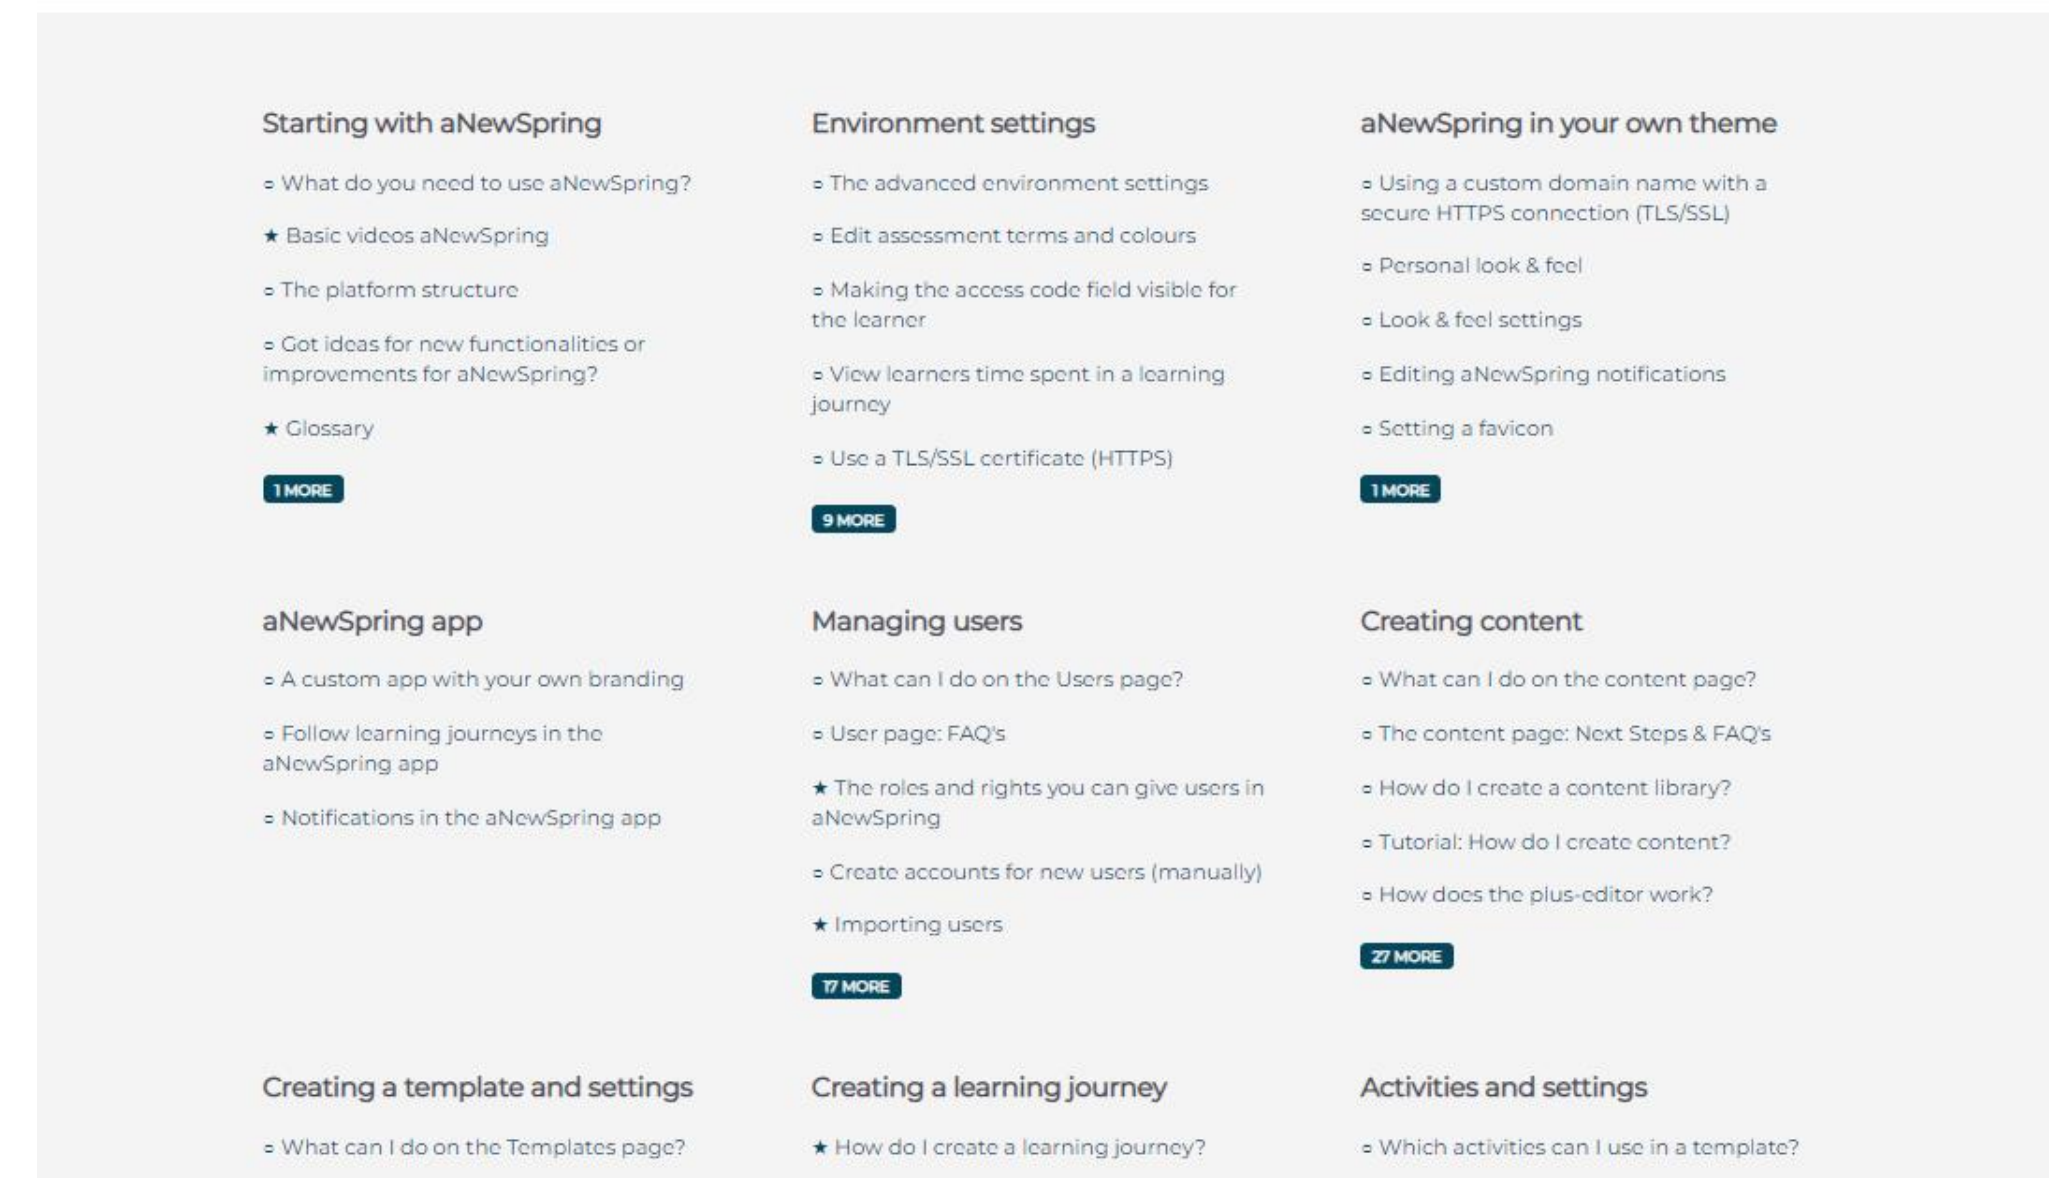 Starting with aNewSpring
▫ What do you need to use aNewSpring?
★ Basic videos aNewSpring
▫ The platform structure
▫ Got ideas for new functionalities or
improvements for aNewSpring?
★ Glossary
1 MORE
Environment settings
▫ The advanced environment settings
▫ Edit assessment terms and colours
▫ Making the access code field visible for
the learner
▫ View learners time spent in a learning
journey
▫ Use a TLS/SSL certificate (HTTPS)
9 MORE
aNewSpring in your own theme
▫ Using a custom domain name with a
secure HTTPS connection (TLS/SSL)
▫ Personal look & feel
▫ Look & feel settings
▫ Editing aNewSpring notifications
▫ Setting a favicon
1 MORE
aNewSpring app
▫ A custom app with your own branding
▫ Follow learning journeys in the
aNewSpring app
▫ Notifications in the aNewSpring app
Managing users
▫ What can I do on the Users page?
▫ User page: FAQ's
★ The roles and rights you can give users in
aNewSpring
▫ Create accounts for new users (manually)
★ Importing users
17 MORE
Creating content
▫ What can I do on the content page?
▫ The content page: Next Steps & FAQ's
▫ How do I create a content library?
▫ Tutorial: How do I create content?
▫ How does the plus-editor work?
27 MORE
Creating a template and settings
▫ What can I do on the Templates page?
Creating a learning journey
★ How do I create a learning journey?
Activities and settings
▫ Which activities can I use in a template?